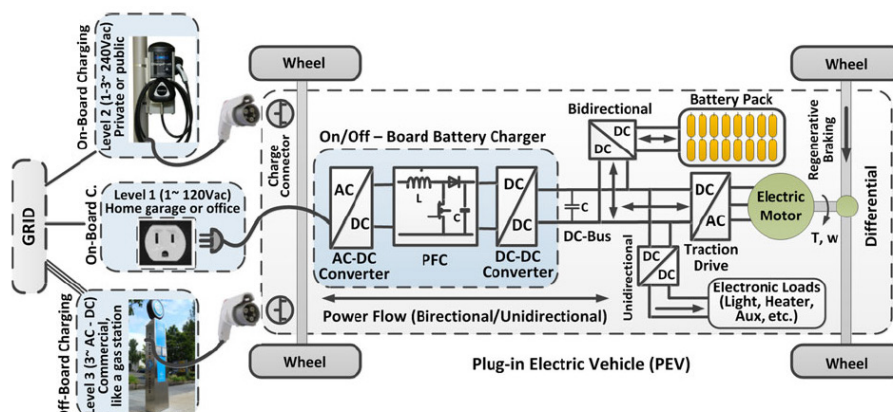 On-Board Charging
Level 2 (1-3~ 240Vac)
Private or public
GRID
On-Board C.
Level 1 (1~ 120Vac)
Home garage or office
Off-Board Charging
Level 3 (3~ AC - DC)
Commercial,
like a gas station
Wheel
Wheel
Charge
Connector
On/Off – Board Battery Charger
AC
DC
AC-DC
Converter
L
C
PFC
DC
DC
DC-DC
Converter
Power Flow (Birectional/Unidirectional)
C
DC-Bus
Bidirectional
DC
DC
Battery Pack
DC
AC
Traction
Drive
Electric
Motor
T, w
Regenerative
Braking
Differential
Unidirectional
DC
DC
Electronic Loads
(Light, Heater,
Aux, etc.)
Wheel
Plug-in Electric Vehicle (PEV)
Wheel